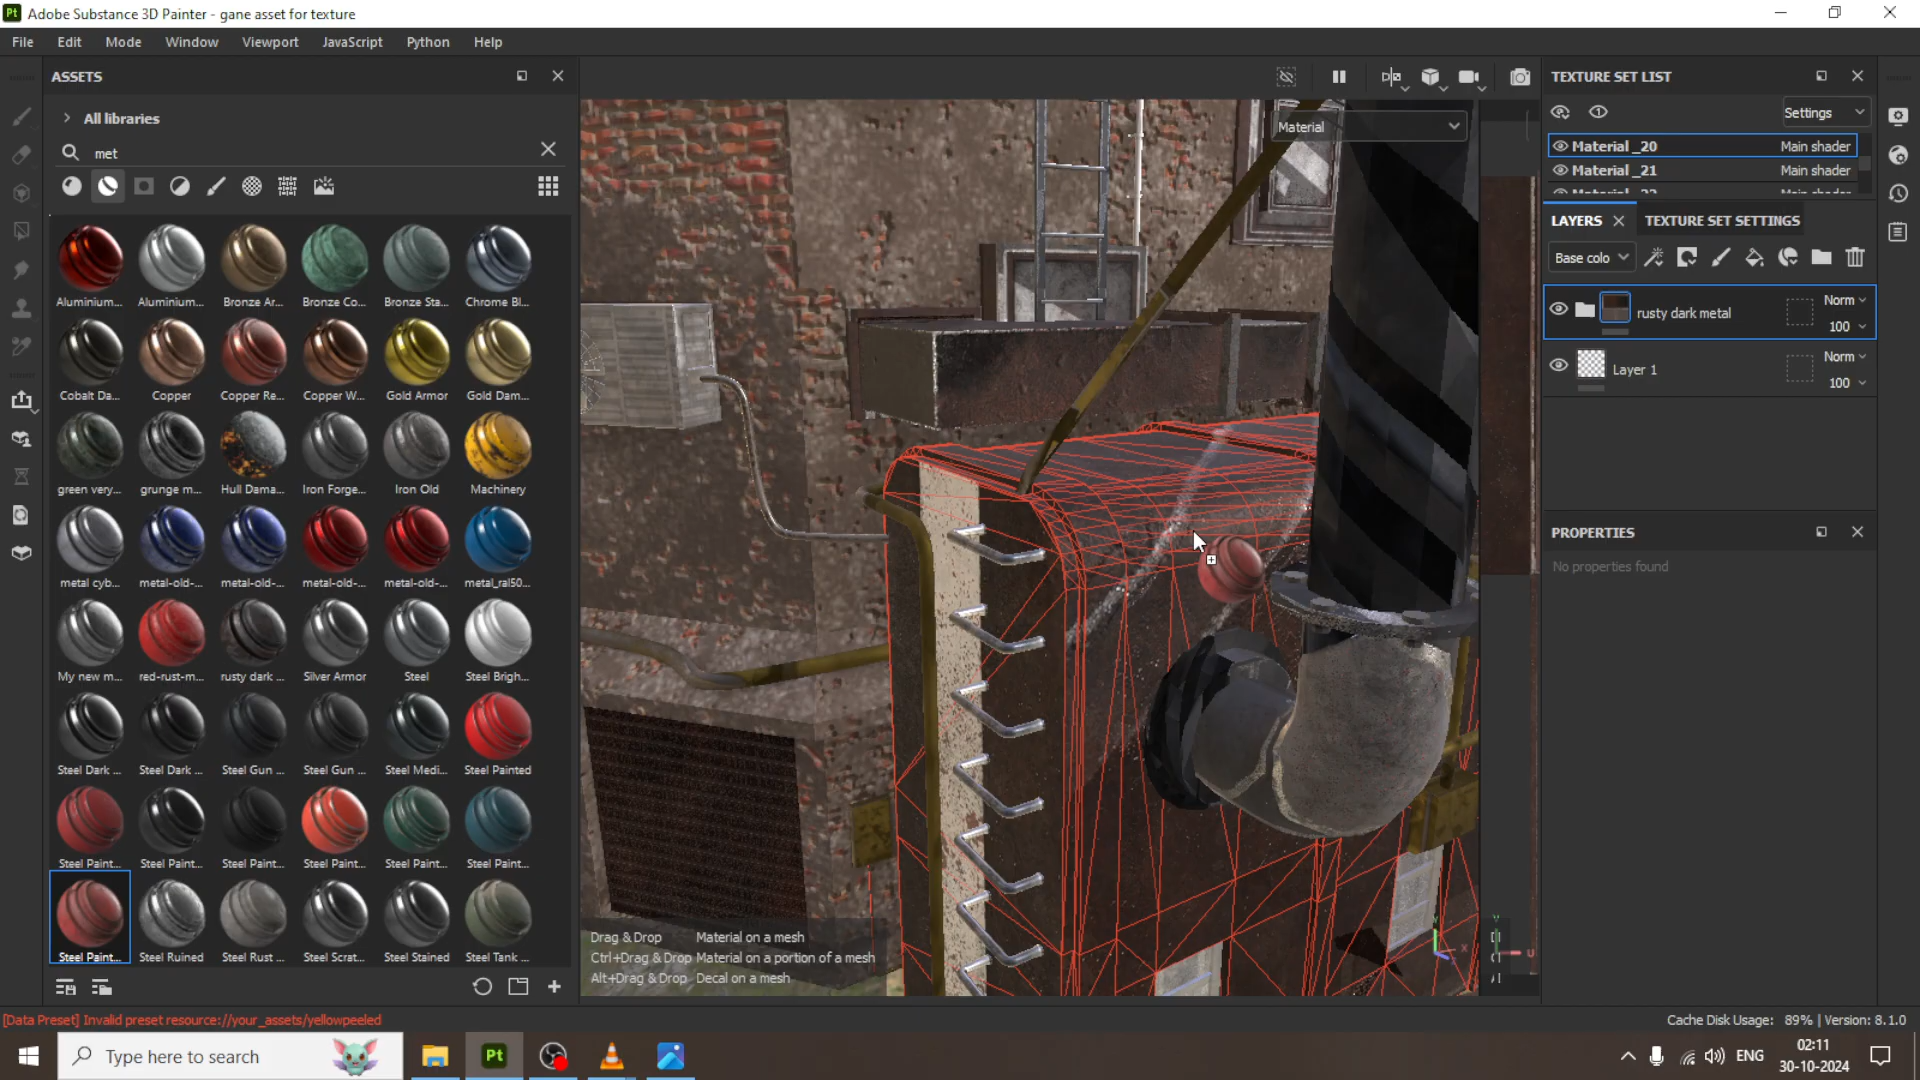 Adobe Substance 3D Painter - gane asset for texture
File Edit Mode Window Viewport JavaScript Python Help
ASSETS
All libraries
met
Aluminium... Aluminium... Bronze Ar... Bronze Co... Bronze Sta... Chrome Bl...
Cobalt Da... Copper Copper Re... Copper W... Gold Armor Gold Dam...
green very... grunge m... Hull Dama... Iron Forge... Iron Old Machinery
metal cyb... metal-old-... metal-old-... metal-old-... metal-old-... metal_ral50...
My new m... red-rust-m... rusty dark ... Silver Armor Steel Steel Brigh...
Steel Dark ... Steel Dark ... Steel Gun ... Steel Gun ... Steel Medi... Steel Painted
Steel Paint... Steel Paint... Steel Paint... Steel Paint... Steel Paint... Steel Paint...
Steel Paint... Steel Ruined Steel Rust ... Steel Scrat... Steel Stained Steel Tank ...
Material
Drag & Drop Material on a mesh
Ctrl+Drag & Drop Material on a portion of a mesh
Alt+Drag & Drop Decal on a mesh
TEXTURE SET LIST
Settings
Material _20 Main shader
Material _21 Main shader
LAYERS TEXTURE SET SETTINGS
Base colo
Norm
rusty dark metal
100
Norm
Layer 1
100
PROPERTIES
No properties found
[Data Preset] Invalid preset resource://your_assets/yellowpeeled
Cache Disk Usage: 89% | Version: 8.1.0
Type here to search
ENG
02:11
30-10-2024